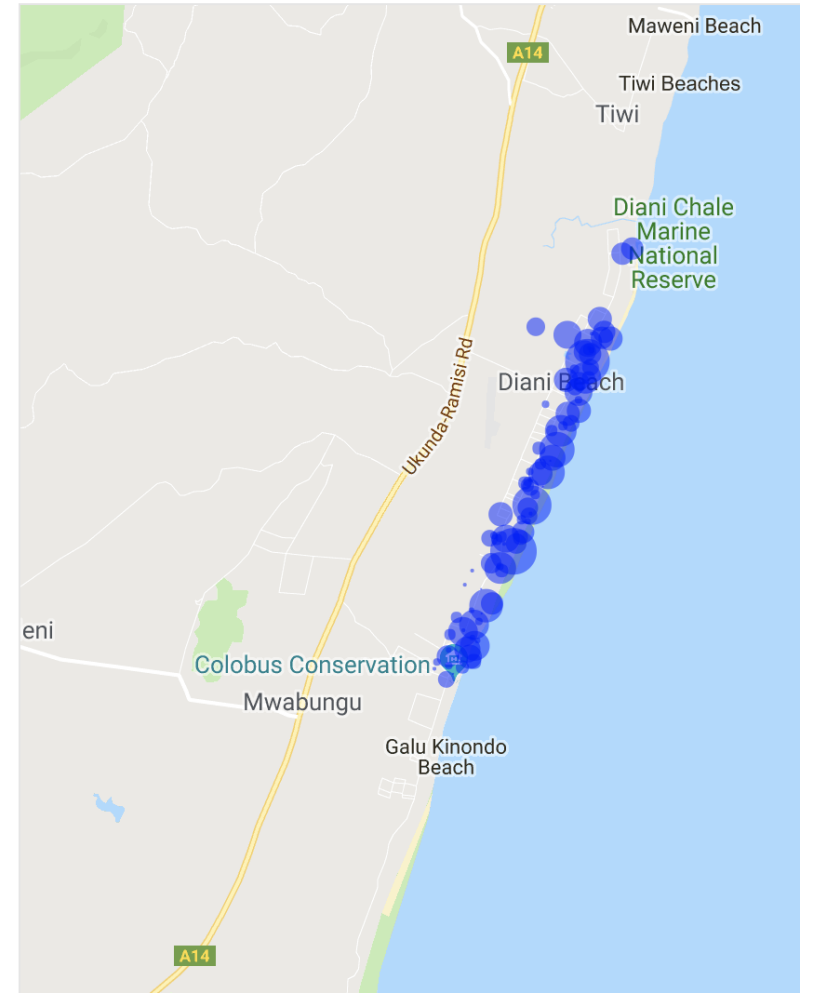 Maweni Beach
A14
Tiwi Beaches
Tiwi
Diani Chale
Marine
National
Reserve
Ukunda-Ramisi Rd
Diani Beach
eni
Colobus Conservation
Mwabungu
Galu Kinondo
Beach
A14